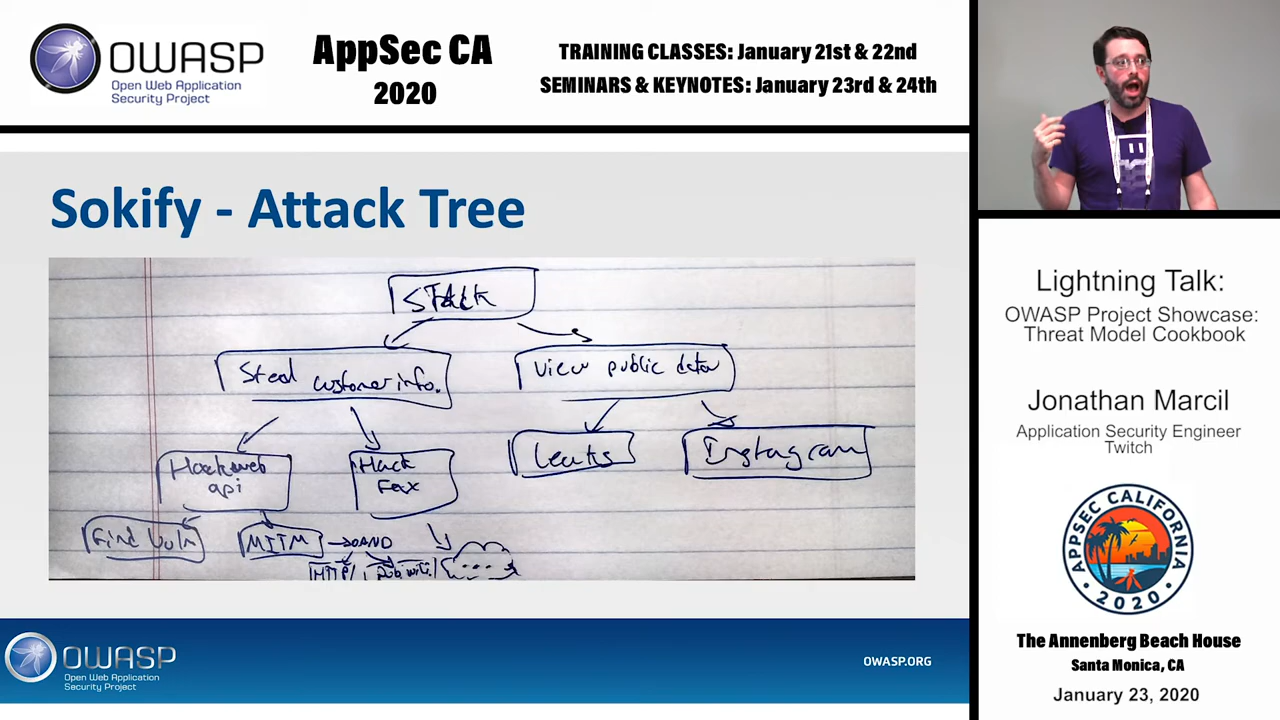 OWASP
Open Web Application
Security Project
AppSec CA
2020
TRAINING CLASSES: January 21st & 22nd
SEMINARS & KEYNOTES: January 23rd & 24th
Sokify - Attack Tree
Steal customer info.
View public data
Hack web
api
Hack
Fax
Leaks
Instagram
Find Vuln
MITM
AND
HTTP
...
Lightning Talk:
OWASP Project Showcase:
Threat Model Cookbook
Jonathan Marcil
Application Security Engineer
Twitch
APPSEC CALIFORNIA
2020
The Annenberg Beach House
Santa Monica, CA
January 23, 2020
OWASP
Open Web Application
Security Project
OWASP.ORG